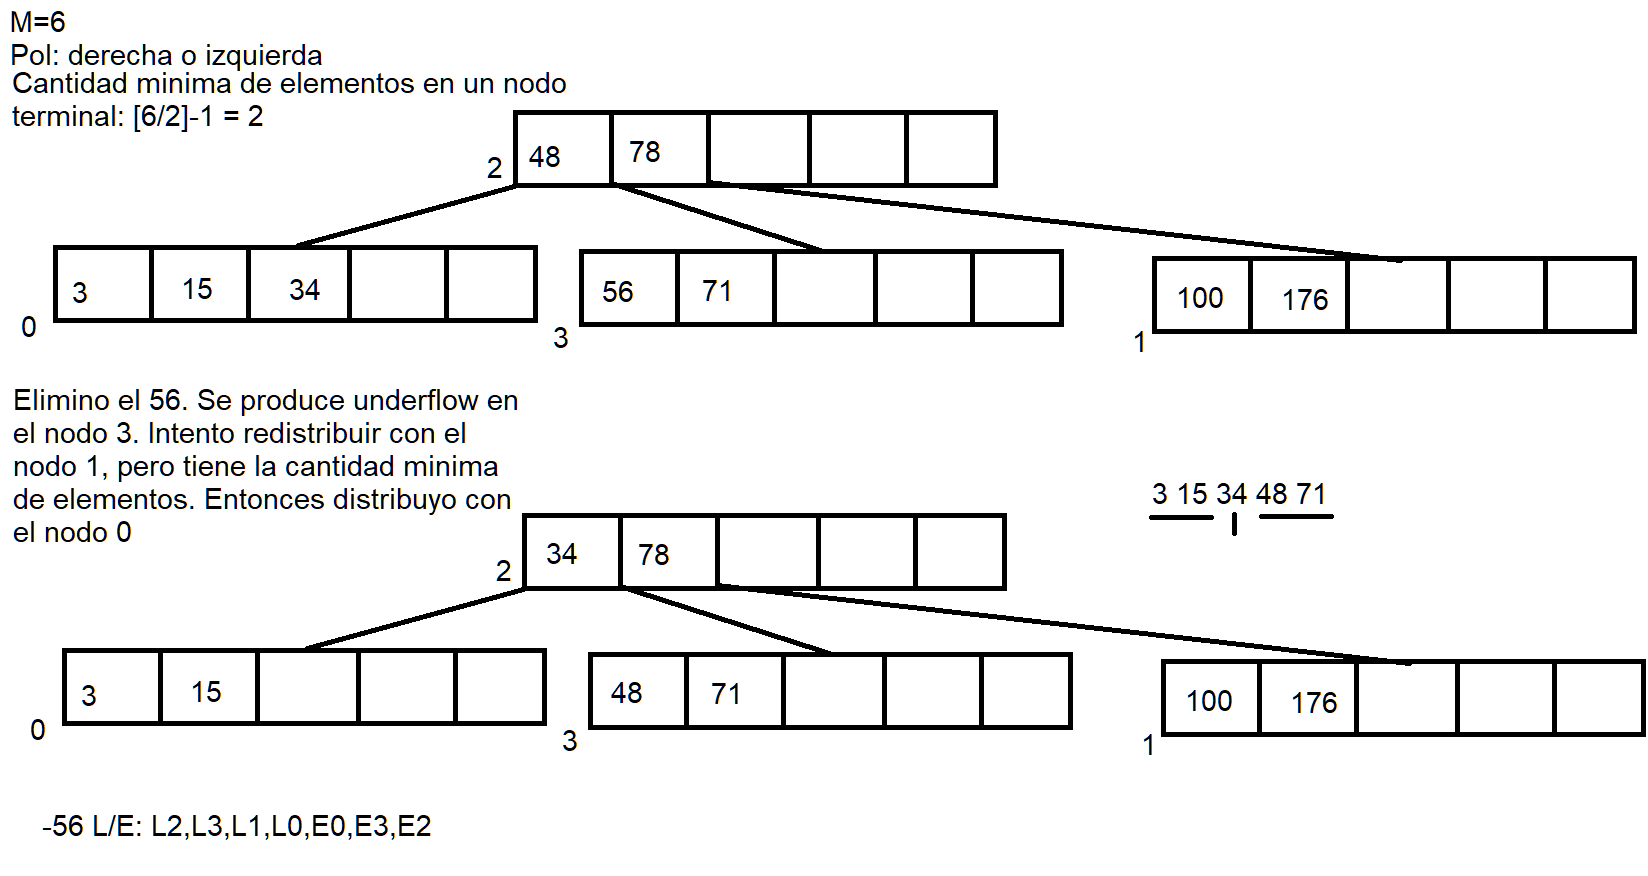 M=6
Pol: derecha o izquierda
Cantidad minima de elementos en un nodo
terminal: [6/2]-1 = 2
2 48 78
0 3 15 34
3 56 71
1 100 176
Elimino el 56. Se produce underflow en
el nodo 3. Intento redistribuir con el
nodo 1, pero tiene la cantidad minima
de elementos. Entonces distribuyo con
el nodo 0
3 15 34 48 71
2 34 78
0 3 15
3 48 71
1 100 176
-56 L/E: L2,L3,L1,L0,E0,E3,E2